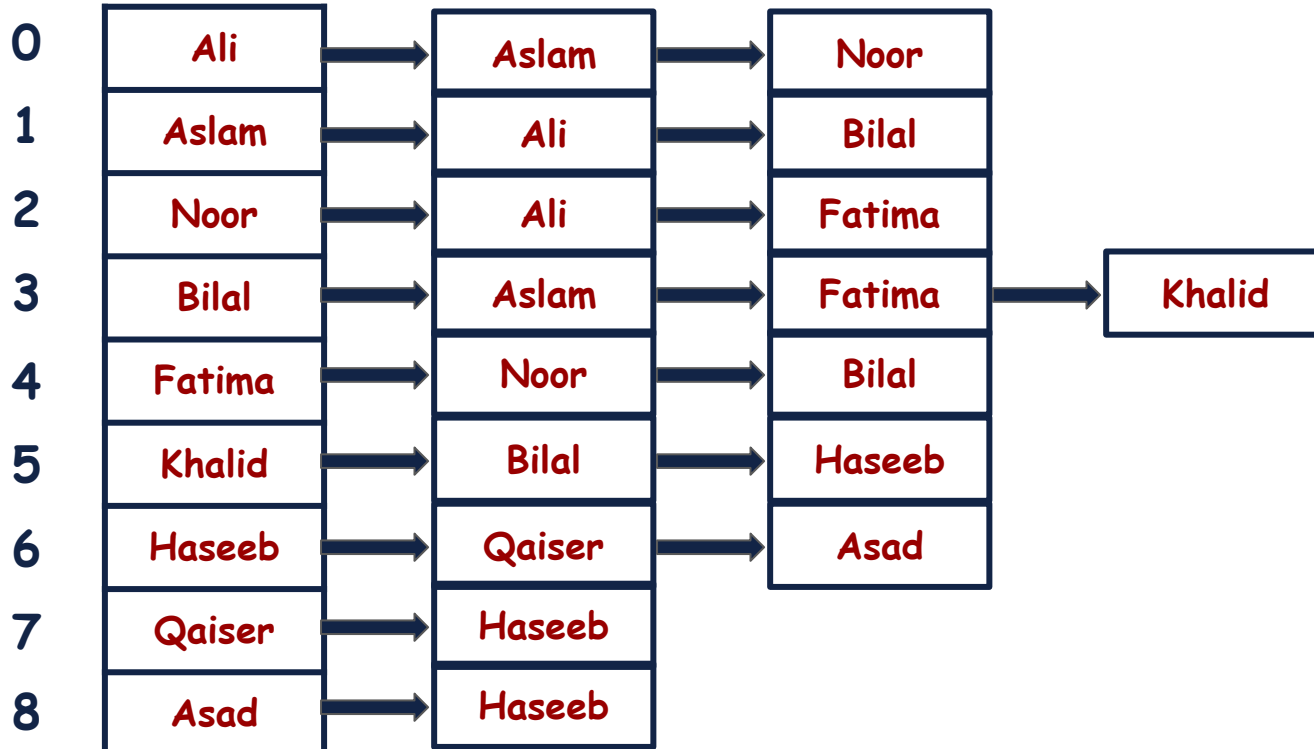 0 Ali Aslam Noor
1 Aslam Ali Bilal
2 Noor Ali Fatima
3 Bilal Aslam Fatima Khalid
4 Fatima Noor Bilal
5 Khalid Bilal Haseeb
6 Haseeb Qaiser Asad
7 Qaiser Haseeb
8 Asad Haseeb